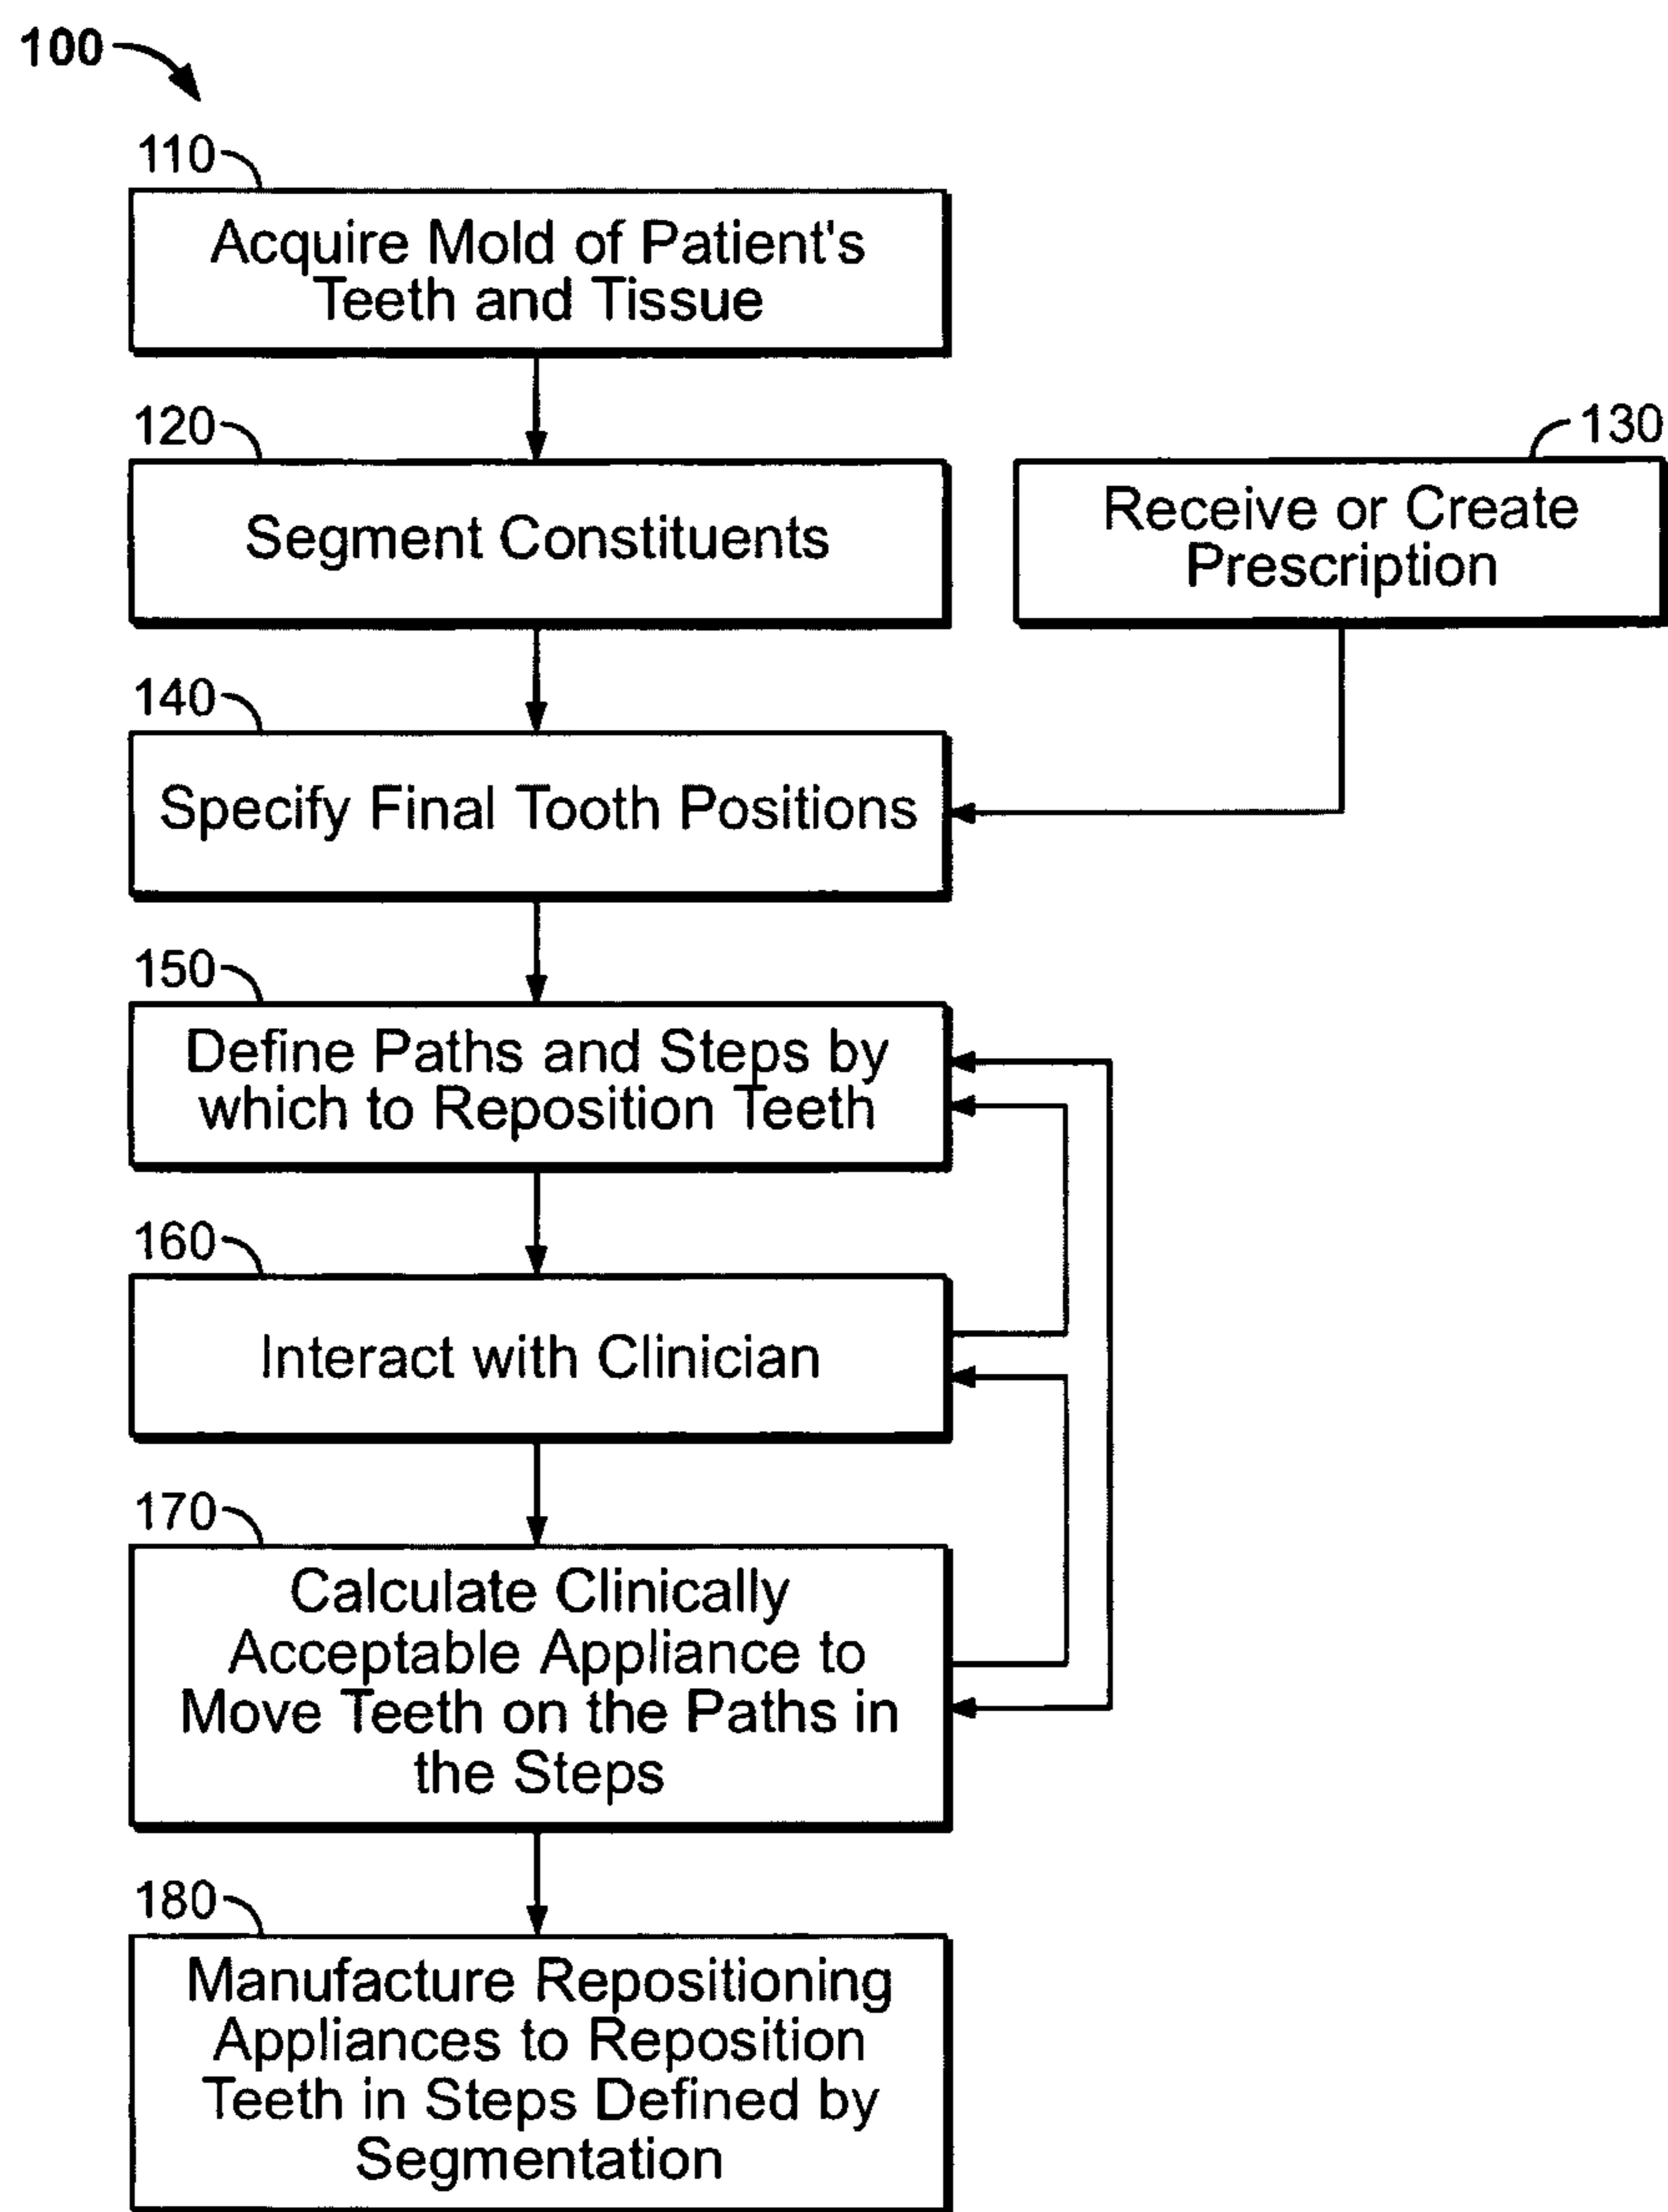 100
110
Acquire Mold of Patient's
Teeth and Tissue
120
Segment Constituents
130
Receive or Create
Prescription
140
Specify Final Tooth Positions
150
Define Paths and Steps by
which to Reposition Teeth
160
Interact with Clinician
170
Calculate Clinically
Acceptable Appliance to
Move Teeth on the Paths in
the Steps
180
Manufacture Repositioning
Appliances to Reposition
Teeth in Steps Defined by
Segmentation